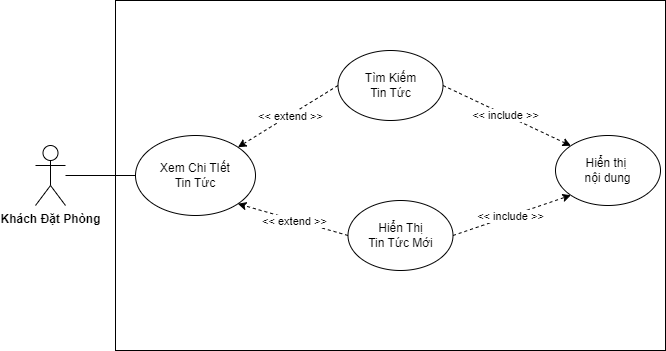 Tìm Kiếm
Tin Tức
<< extend >>
<< include >>
Xem Chi TIết
Tin Tức
Hiển thị
nội dung
Khách Đặt Phòng
<< extend >>
<< include >>
Hiển Thị
Tin Tức Mới